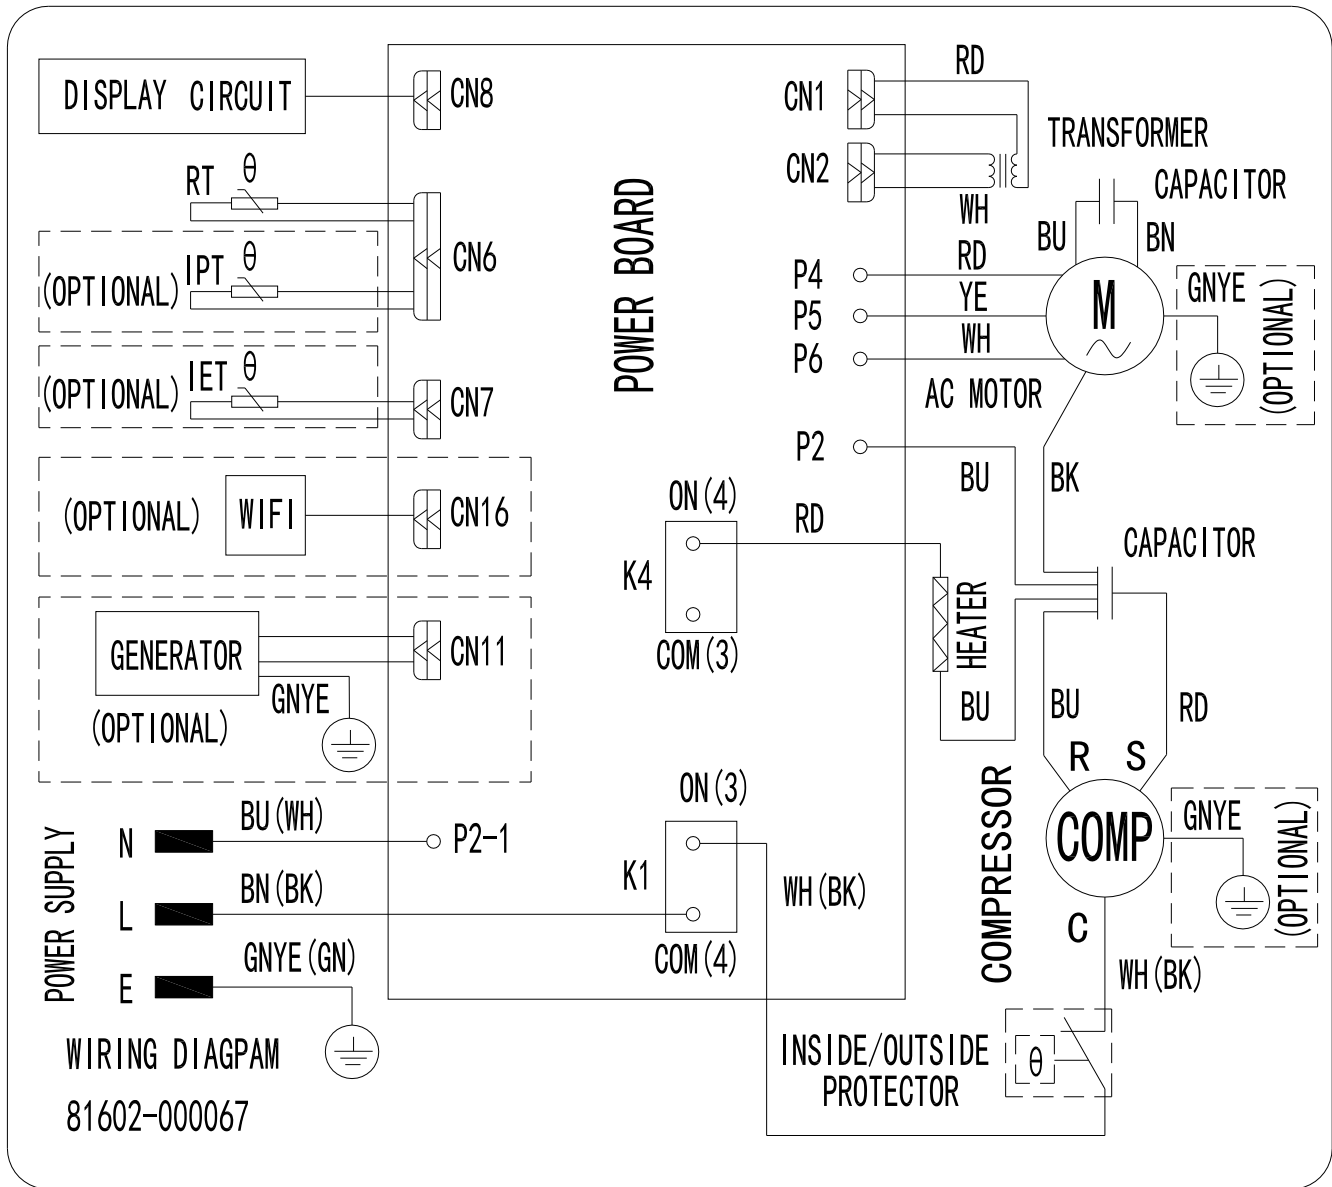 DISPLAY CIRCUIT
CN8
RT
θ
CN6
(OPTIONAL)
IPT
θ
(OPTIONAL)
IET
θ
CN7
(OPTIONAL)
WIFI
CN16
GENERATOR
CN11
GNYE
(OPTIONAL)
POWER SUPPLY
N
BU(WH)
P2-1
L
BN(BK)
E
GNYE(GN)
WIRING DIAGPAM
81602-000067
POWER BOARD
K4
ON(4)
COM(3)
K1
ON(3)
COM(4)
CN1
RD
CN2
WH
TRANSFORMER
CAPACITOR
BU
BN
P4
RD
P5
YE
P6
WH
M
AC MOTOR
GNYE
(OPTIONAL)
P2
BU
BK
RD
HEATER
BU
CAPACITOR
BU
RD
R
S
COMP
C
COMPRESSOR
GNYE
(OPTIONAL)
WH(BK)
WH(BK)
INSIDE/OUTSIDE
PROTECTOR
θ